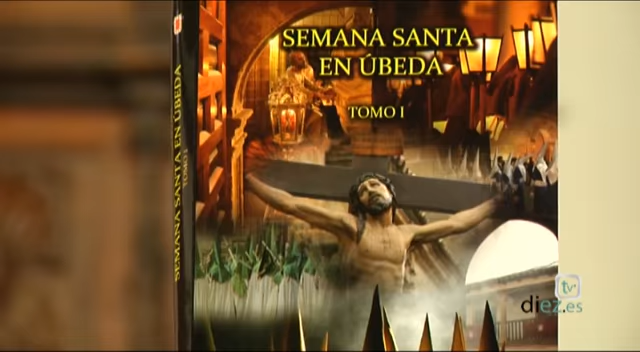 SEMANA SANTA
EN ÚBEDA
TOMO I
SEMANA SANTA EN ÚBEDA
TOMO I
tv
diez.es